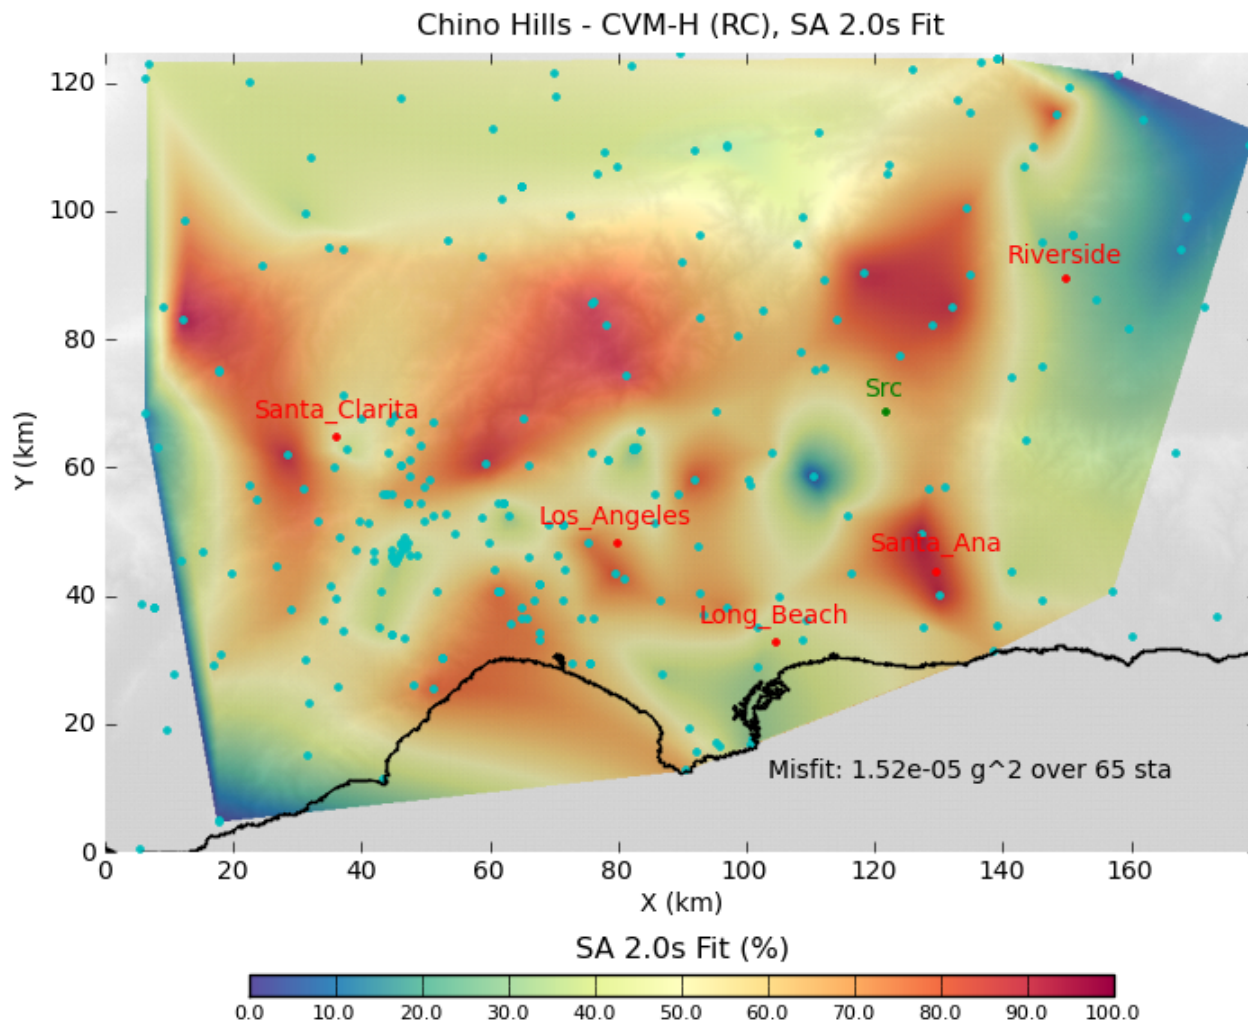 Chino Hills - CVM-H (RC), SA 2.0s Fit
120
100
Riverside
80
Src
Santa_Clarita
Y (km)
60
Los_Angeles
Santa_Ana
40
Long_Beach
20
Misfit: 1.52e-05 g^2 over 65 sta
0
0 20 40 60 80 100 120 140 160
X (km)
SA 2.0s Fit (%)
0.0 10.0 20.0 30.0 40.0 50.0 60.0 70.0 80.0 90.0 100.0